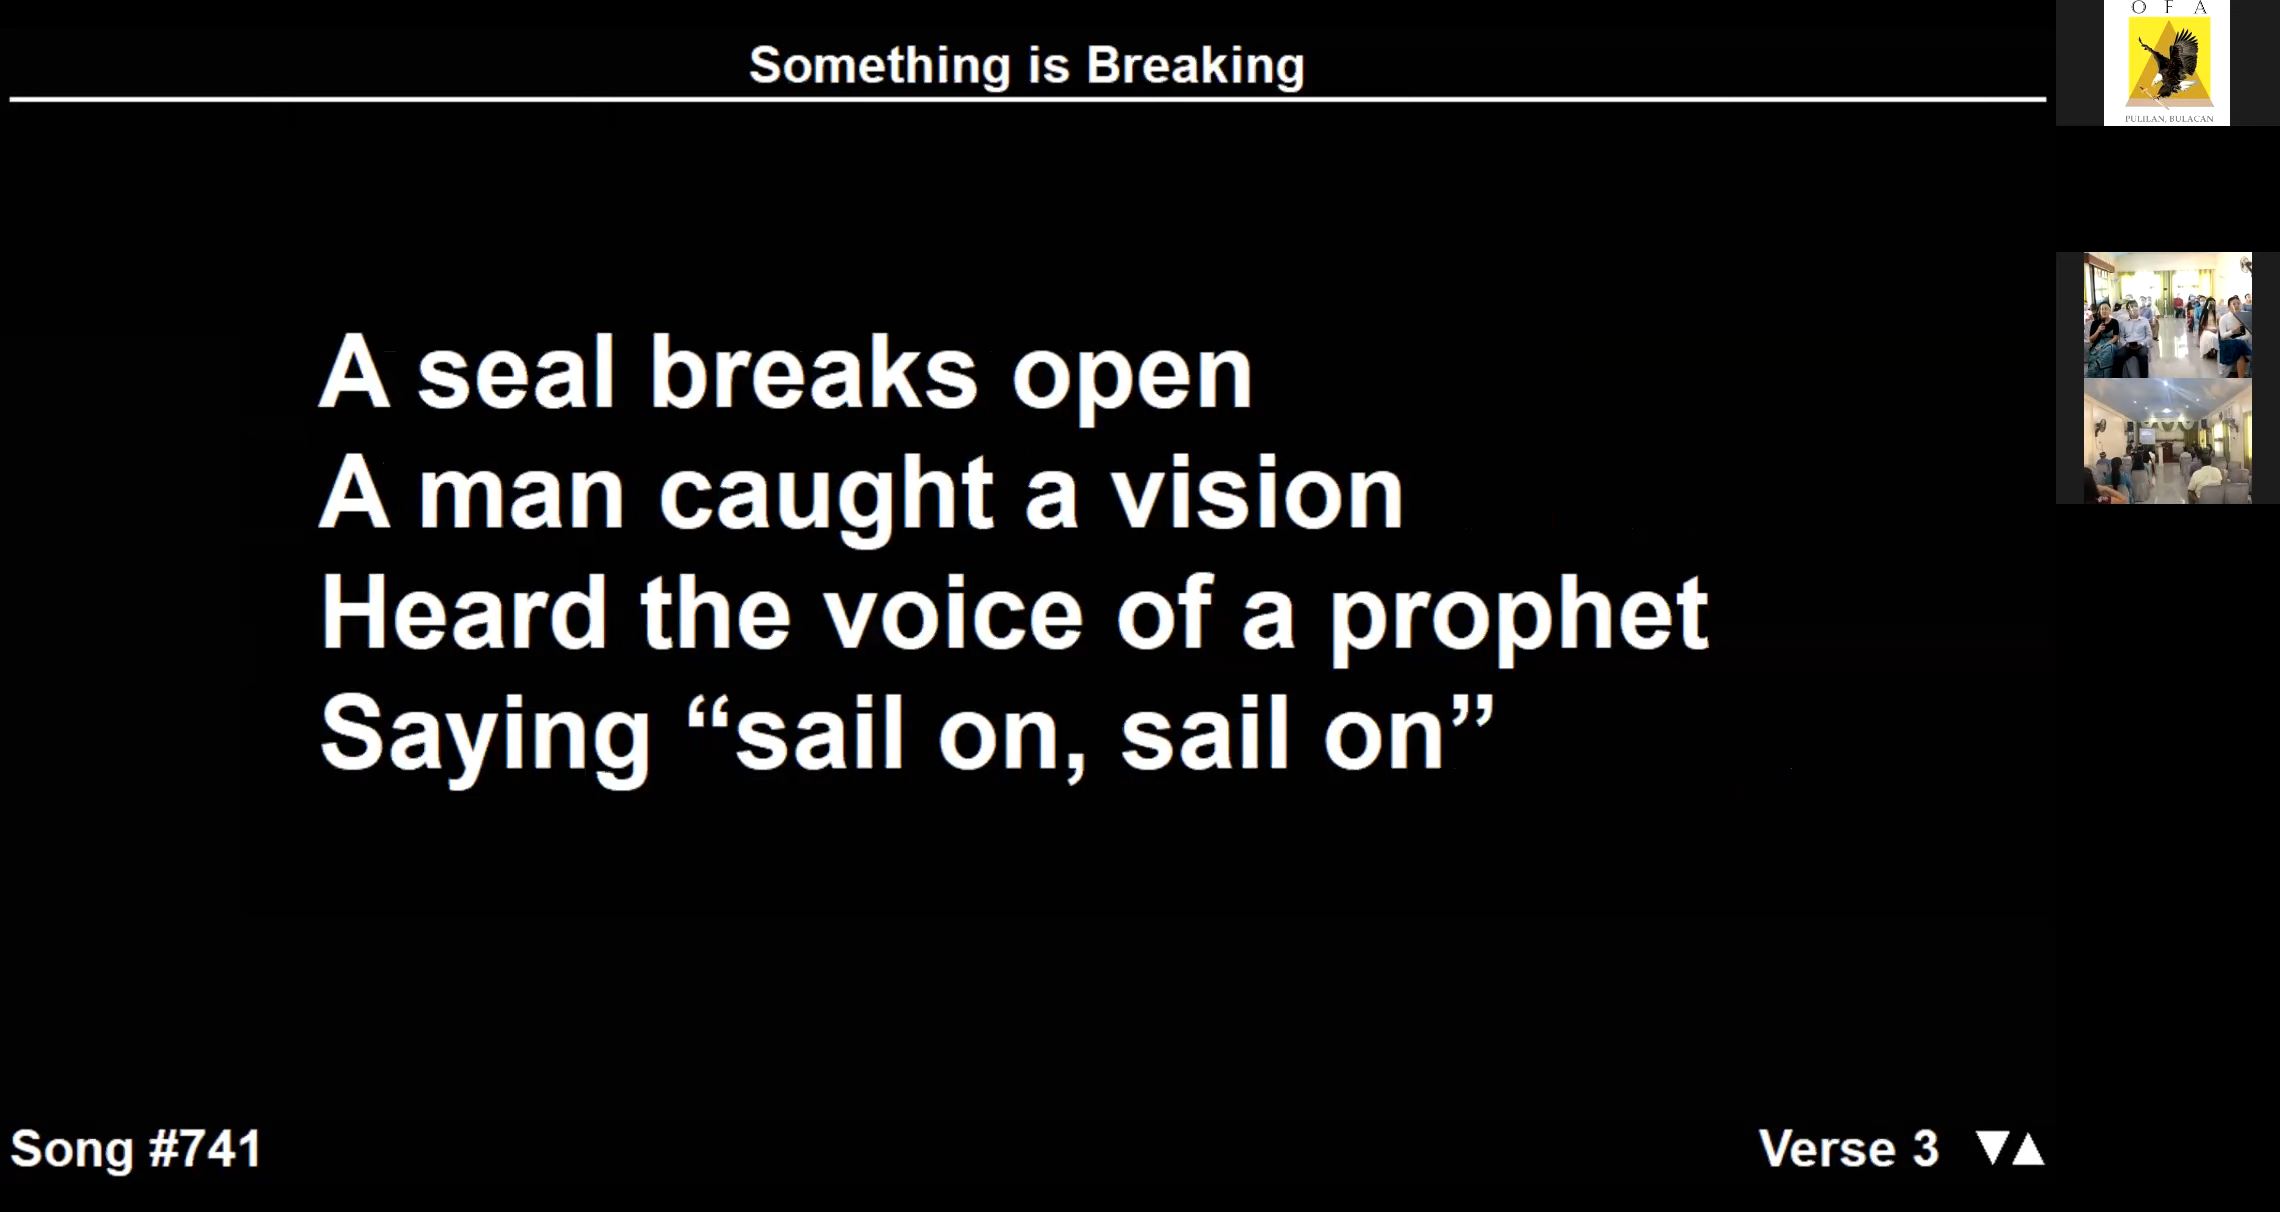 Something is Breaking
O F A
PULILAN, BULACAN
A seal breaks open
A man caught a vision
Heard the voice of a prophet
Saying “sail on, sail on”
Song #741
Verse 3 ▼▲